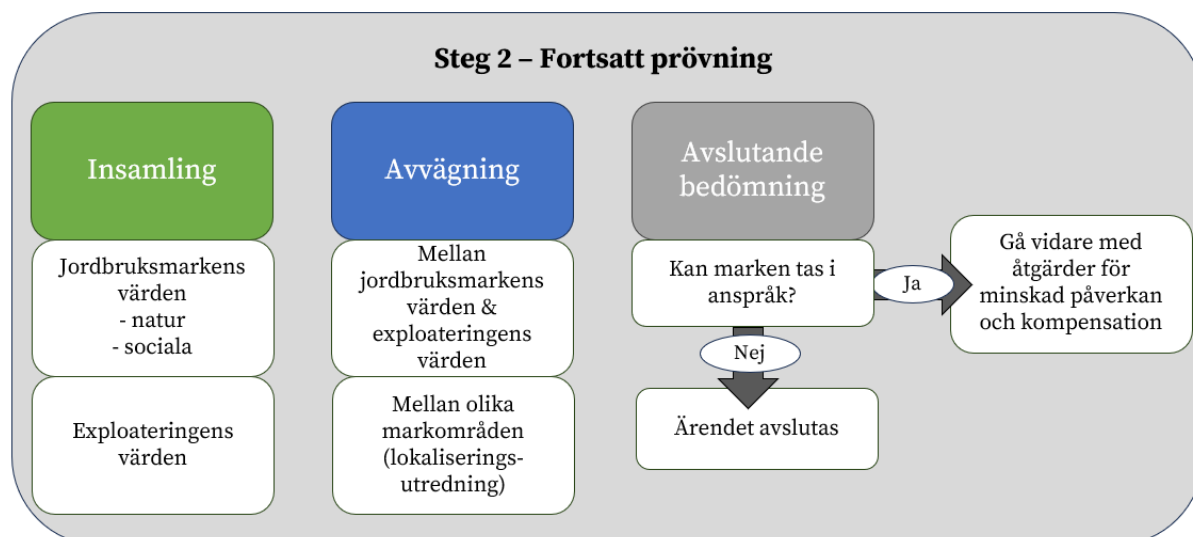 Steg 2 – Fortsatt prövning
Insamling
Jordbruksmarkens
värden
- natur
- sociala
Exploateringens
värden
Avvägning
Mellan
jordbruksmarkens
värden &
exploateringens
värden
Mellan olika
markområden
(lokaliserings-
utredning)
Avslutande
bedömning
Kan marken tas i
anspråk?
Ja
Gå vidare med
åtgärder för
minskad påverkan
och kompensation
Nej
Ärendet avslutas